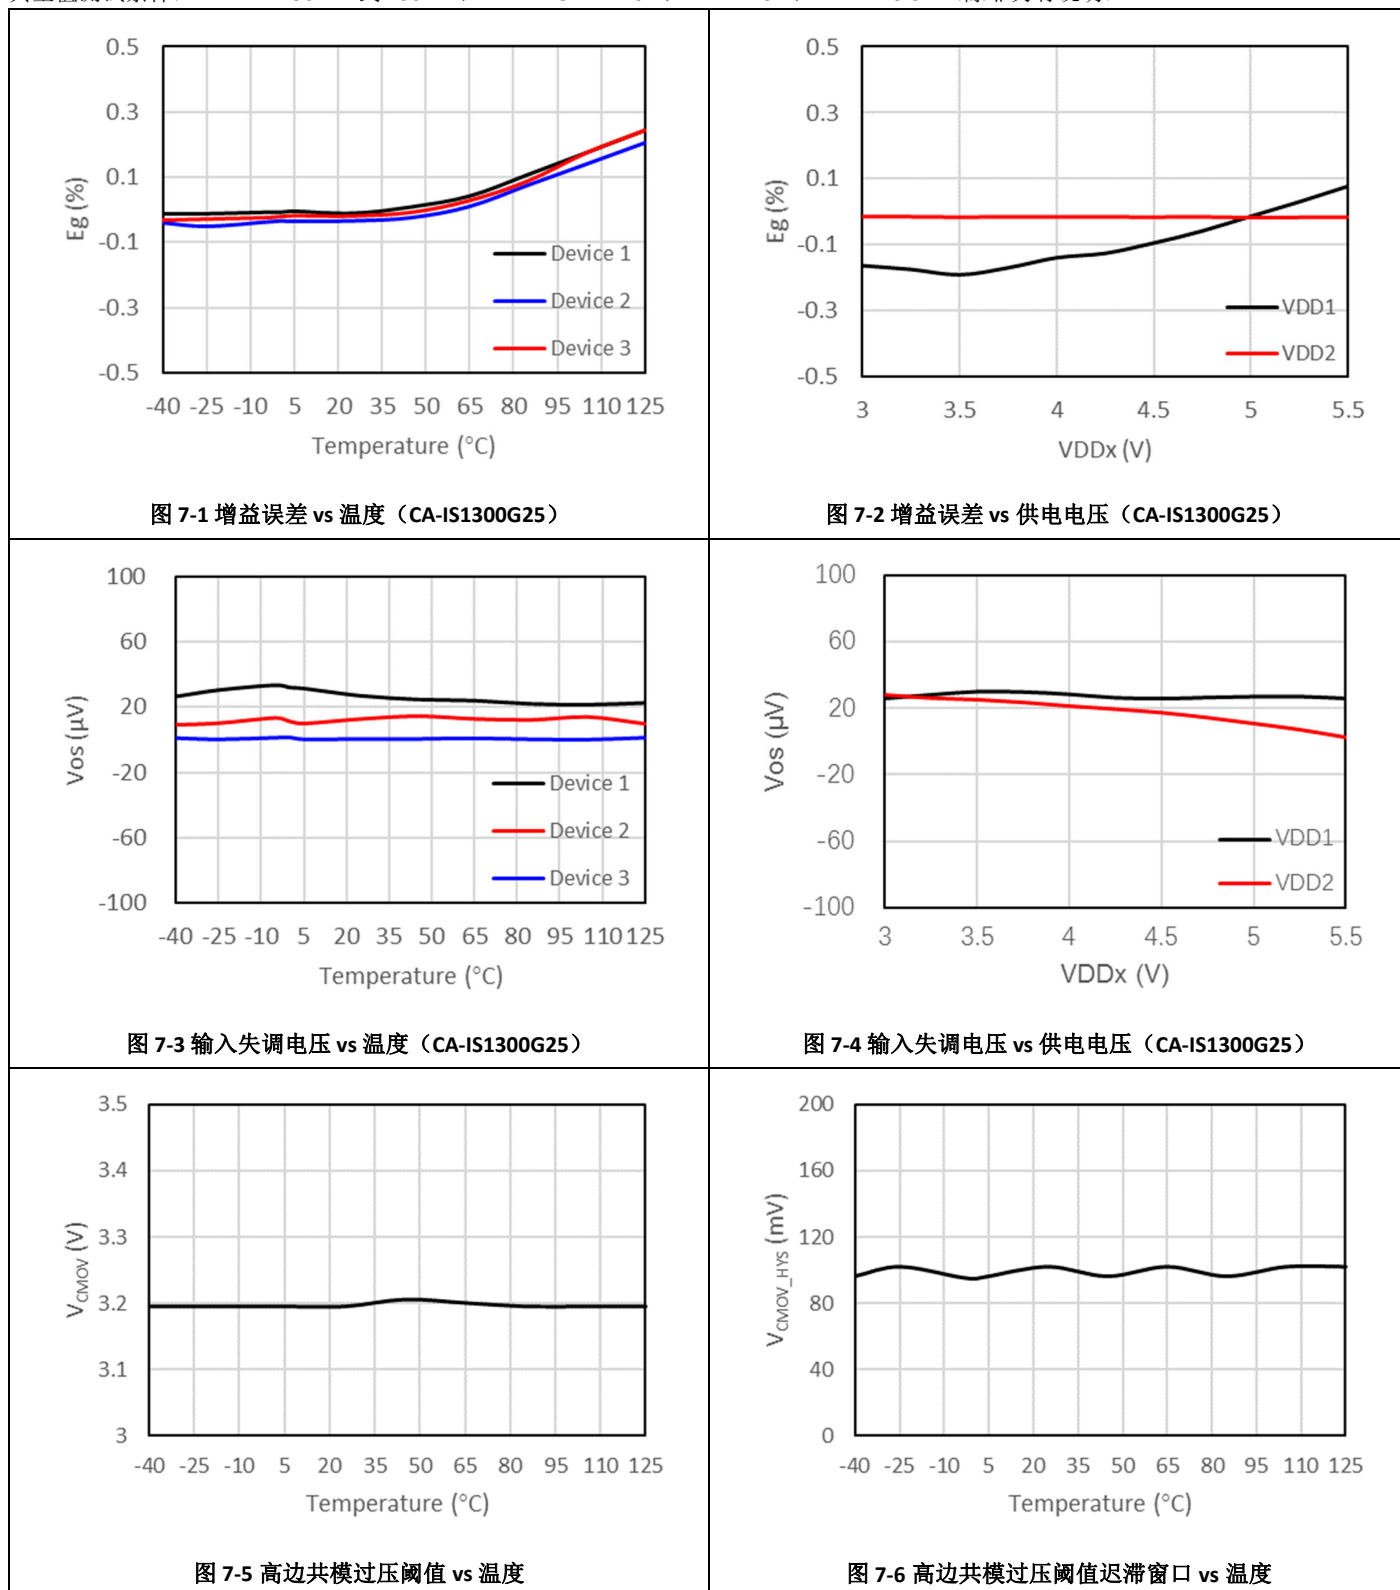 0.5
0.3
0.1
-0.1
-0.3
-0.5
Eg (%)
Device 1
Device 2
Device 3
-40 -25 -10 5 20 35 50 65 80 95 110 125
Temperature (°C)
图 7-1 增益误差 vs 温度（CA-IS1300G25）
0.5
0.3
0.1
-0.1
-0.3
-0.5
Eg (%)
VDD1
VDD2
3 3.5 4 4.5 5 5.5
VDDx (V)
图 7-2 增益误差 vs 供电电压（CA-IS1300G25）
100
60
20
-20
-60
-100
Vos (µV)
Device 1
Device 2
Device 3
-40 -25 -10 5 20 35 50 65 80 95 110 125
Temperature (°C)
图 7-3 输入失调电压 vs 温度（CA-IS1300G25）
100
60
20
-20
-60
-100
Vos (µV)
VDD1
VDD2
3 3.5 4 4.5 5 5.5
VDDx (V)
图 7-4 输入失调电压 vs 供电电压（CA-IS1300G25）
3.5
3.4
3.3
3.2
3.1
3
VCMOV (V)
-40 -25 -10 5 20 35 50 65 80 95 110 125
Temperature (°C)
图 7-5 高边共模过压阈值 vs 温度
200
160
120
80
40
0
VCMOV_HYS (mV)
-40 -25 -10 5 20 35 50 65 80 95 110 125
Temperature (°C)
图 7-6 高边共模过压阈值迟滞窗口 vs 温度